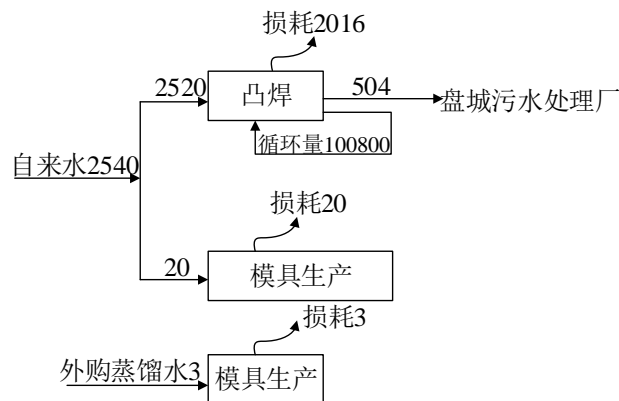 损耗2016
2520
凸焊
504
盘城污水处理厂
循环量100800
自来水2540
损耗20
20
模具生产
损耗3
外购蒸馏水3
模具生产